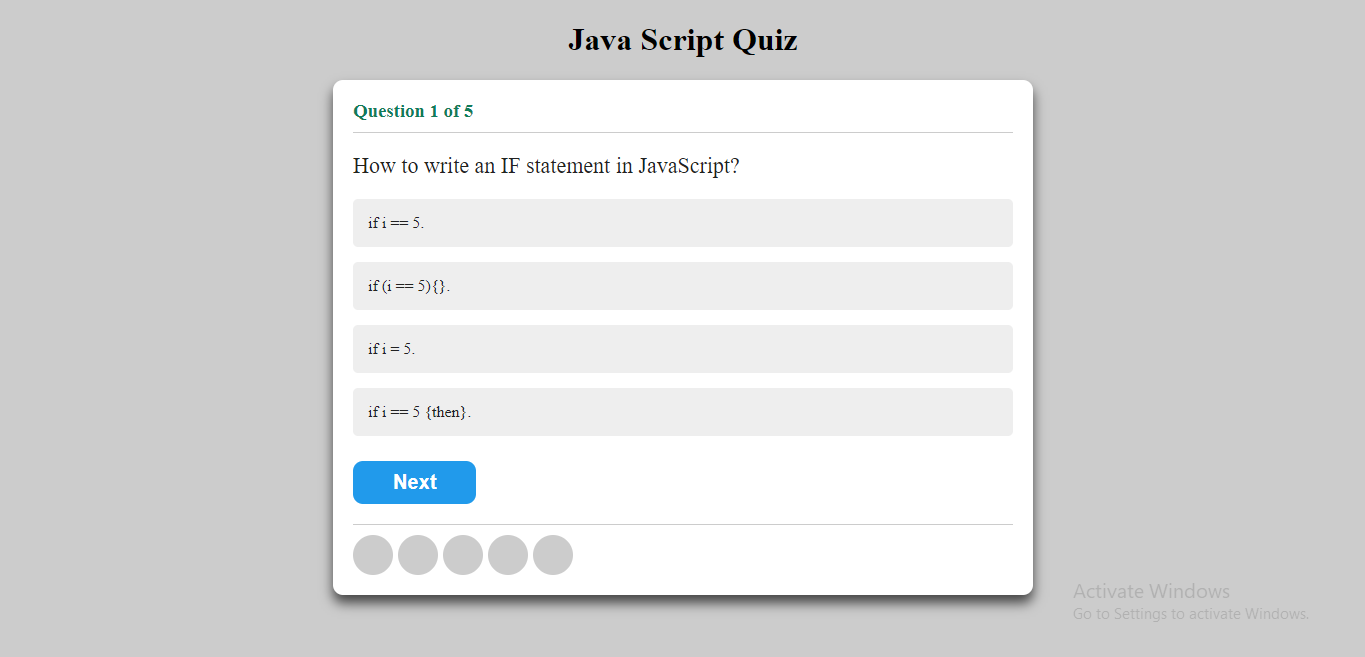 Java Script Quiz
Question 1 of 5
How to write an IF statement in JavaScript?
if i == 5.
if (i == 5){}.
if i = 5.
if i == 5 {then}.
Next
Activate Windows
Go to Settings to activate Windows.